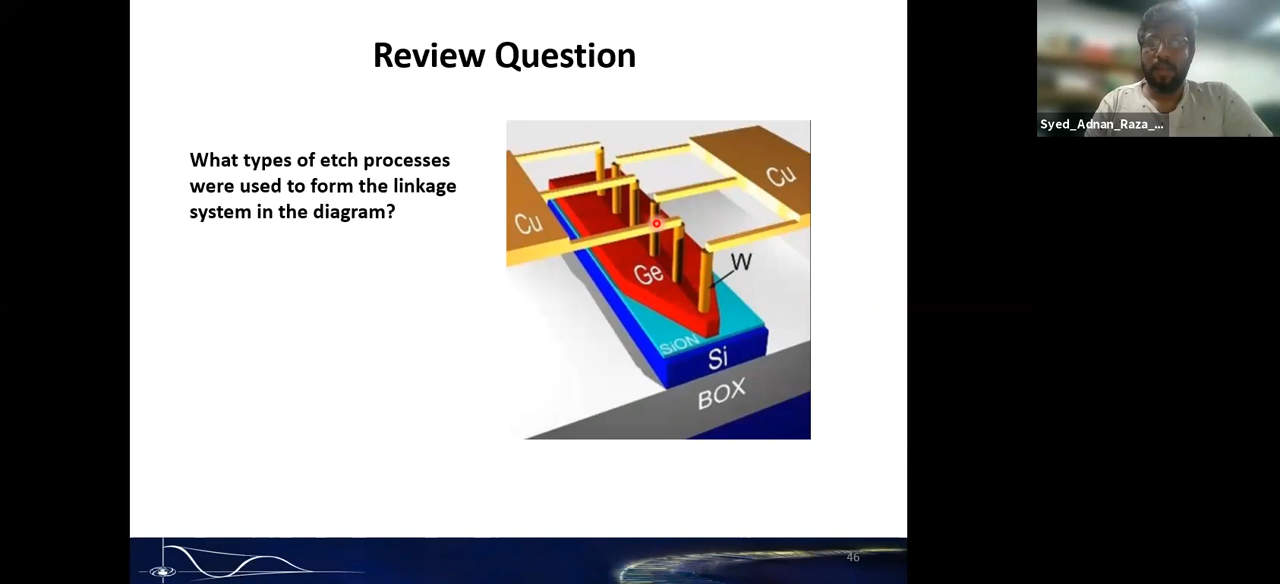 Review Question
What types of etch processes
were used to form the linkage
system in the diagram?
Cu
Cu
W
Ge
SiON
Si
BOX
46
Syed_Adnan_Raza_...